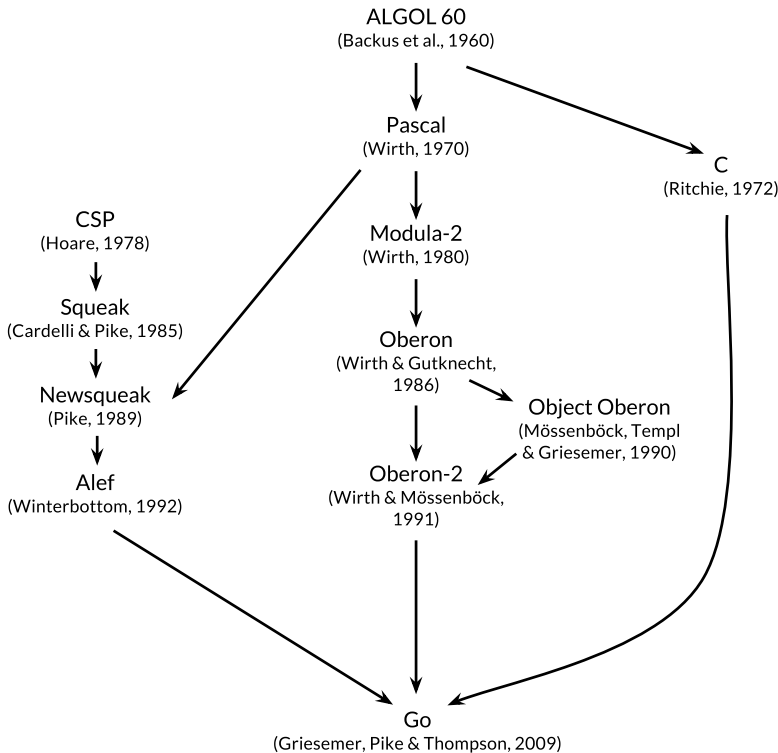 ALGOL 60
(Backus et al., 1960)
Pascal
(Wirth, 1970)
C
(Ritchie, 1972)
CSP
(Hoare, 1978)
Modula-2
(Wirth, 1980)
Squeak
(Cardelli & Pike, 1985)
Oberon
(Wirth & Gutknecht,
1986)
Newsqueak
(Pike, 1989)
Object Oberon
(Mössenböck, Templ
& Griesemer, 1990)
Alef
(Winterbottom, 1992)
Oberon-2
(Wirth & Mössenböck,
1991)
Go
(Griesemer, Pike & Thompson, 2009)